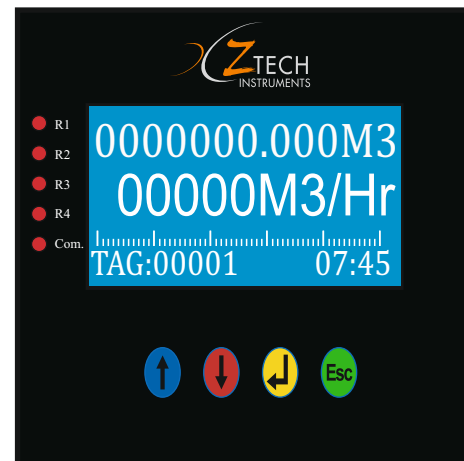 ZTECH
INSTRUMENTS
R1
R2
R3
R4
Com.
0000000.000M3
00000M3/Hr
TAG:00001 07:45
Esc